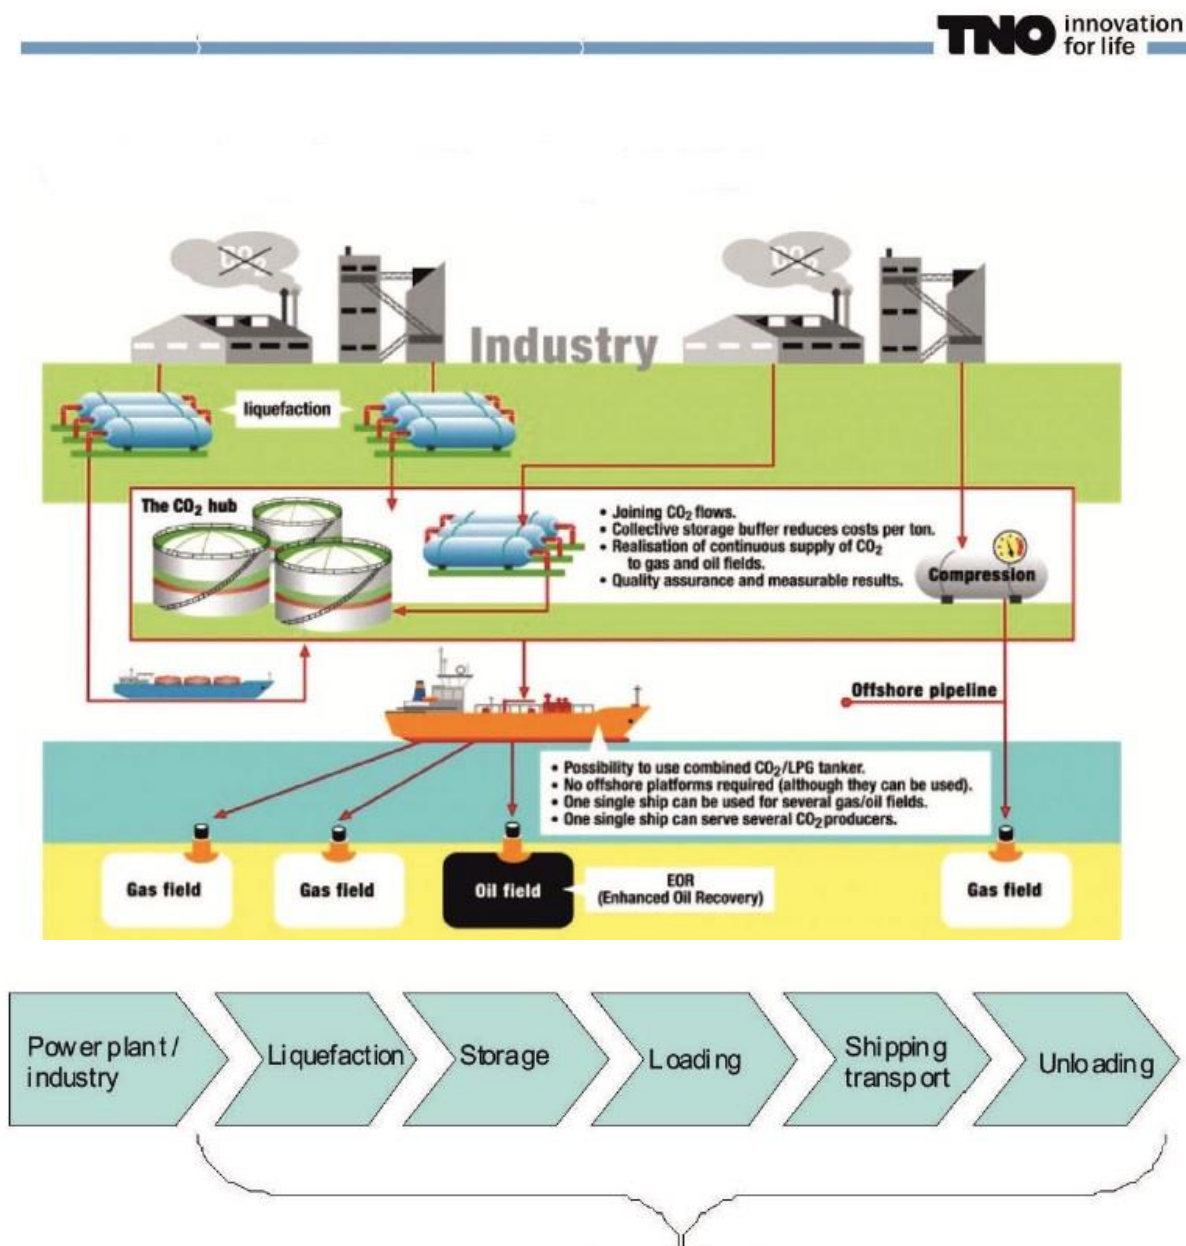 TNO innovation
for life
CO₂
CO₂
Industry
liquefaction
The CO₂ hub
• Joining CO₂ flows.
• Collective storage buffer reduces costs per ton.
• Realisation of continuous supply of CO₂
to gas and oil fields.
• Quality assurance and measurable results.
Compression
Offshore pipeline
• Possibility to use combined CO₂/LPG tanker.
• No offshore platforms required (although they can be used).
• One single ship can be used for several gas/oil fields.
• One single ship can serve several CO₂ producers.
Gas field
Gas field
Oil field
EOR
(Enhanced Oil Recovery)
Gas field
Power plant/
industry
Liquefaction
Storage
Loading
Shipping
transport
Unloading